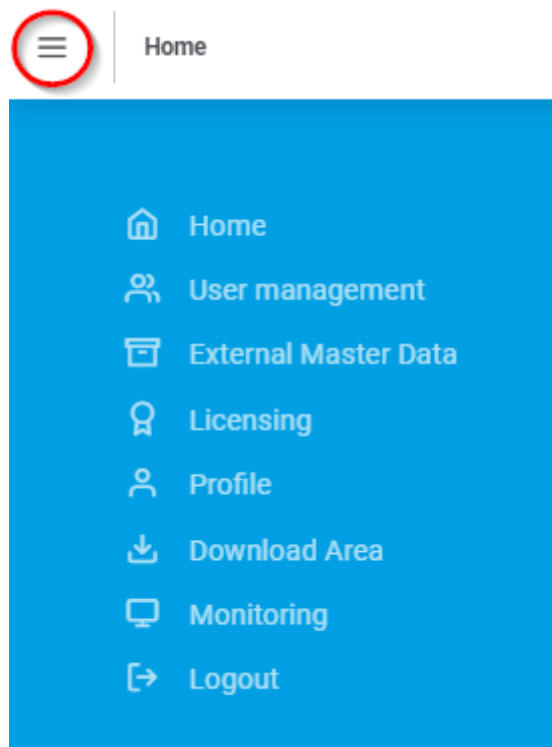 Home
Home
User management
External Master Data
Licensing
Profile
Download Area
Monitoring
Logout